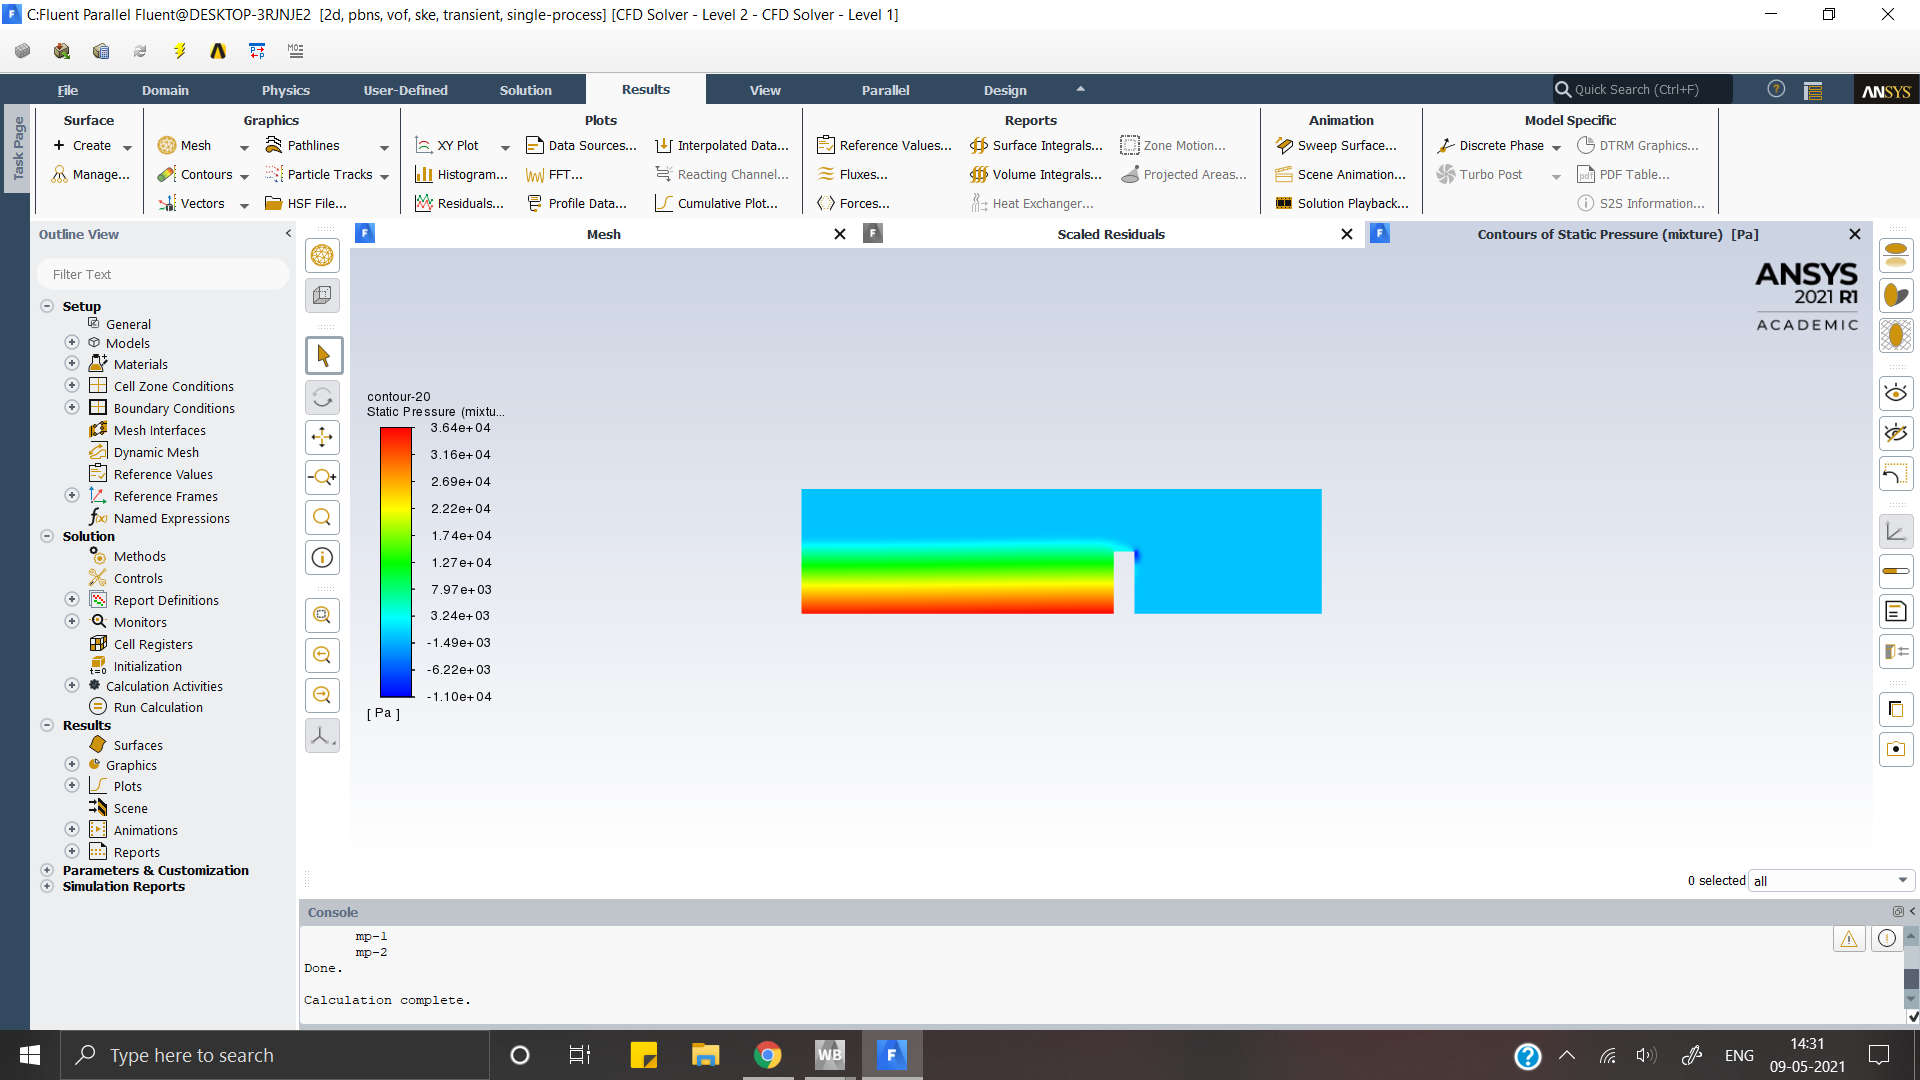 C:Fluent Parallel Fluent@DESKTOP-3RJNJE2 [2d, pbns, vof, ske, transient, single-process] [CFD Solver - Level 2 - CFD Solver - Level 1]
File Domain Physics User-Defined Solution Results View Parallel Design Quick Search (Ctrl+F) ANSYS
Task Page
Surface
Create
Manage...
Graphics
Mesh Pathlines
Contours Particle Tracks
Vectors HSF File...
Plots
XY Plot Data Sources... Interpolated Data...
Histogram... FFT... Reacting Channel...
Residuals... Profile Data... Cumulative Plot...
Reports
Reference Values... Surface Integrals... Zone Motion...
Fluxes... Volume Integrals... Projected Areas...
Forces... Heat Exchanger...
Animation
Sweep Surface...
Scene Animation...
Solution Playback...
Model Specific
Discrete Phase DTRM Graphics...
Turbo Post PDF Table...
S2S Information...
Outline View
Filter Text
Setup
General
Models
Materials
Cell Zone Conditions
Boundary Conditions
Mesh Interfaces
Dynamic Mesh
Reference Values
Reference Frames
Named Expressions
Solution
Methods
Controls
Report Definitions
Monitors
Cell Registers
Initialization
Calculation Activities
Run Calculation
Results
Surfaces
Graphics
Plots
Scene
Animations
Reports
Parameters & Customization
Simulation Reports
Mesh
Scaled Residuals
Contours of Static Pressure (mixture) [Pa]
ANSYS
2021 R1
ACADEMIC
contour-20
Static Pressure (mixtu...
3.64e+04
3.16e+04
2.69e+04
2.22e+04
1.74e+04
1.27e+04
7.97e+03
3.24e+03
-1.49e+03
-6.22e+03
-1.10e+04
[ Pa ]
0 selected all
Console
mp-1
mp-2
Done.
Calculation complete.
Type here to search
WB
F
ENG
14:31
09-05-2021